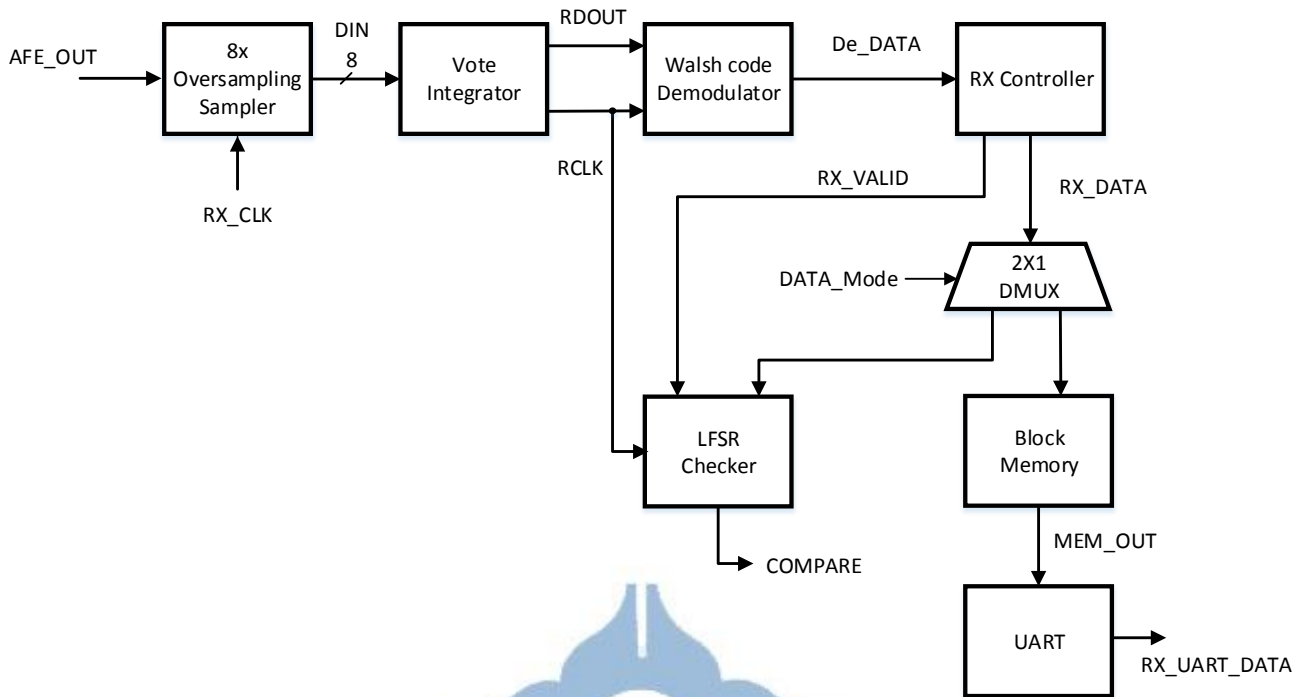 AFE_OUT
8x
Oversampling
Sampler
RX_CLK
DIN
8
Vote
Integrator
RDOUT
RCLK
Walsh code
Demodulator
De_DATA
RX Controller
RX_VALID
RX_DATA
DATA_Mode
2X1
DMUX
LFSR
Checker
COMPARE
Block
Memory
MEM_OUT
UART
RX_UART_DATA